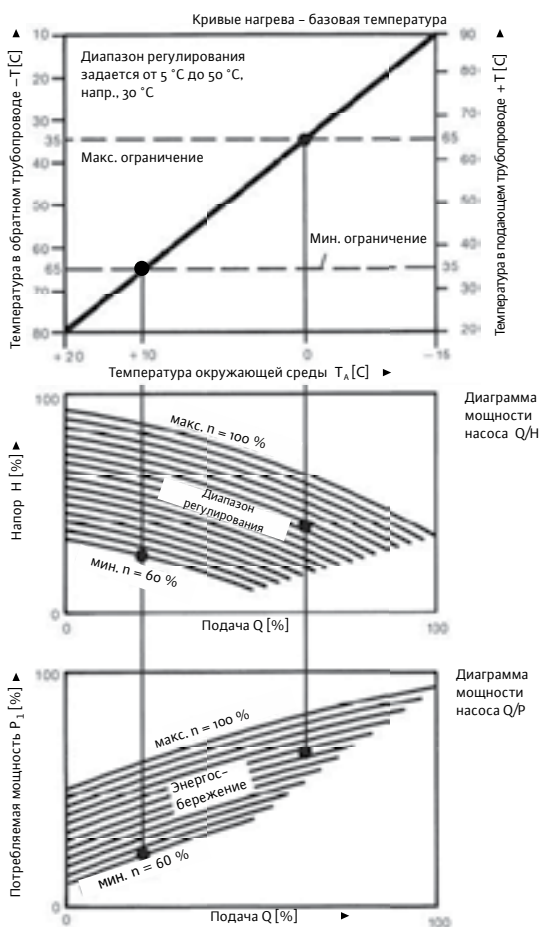 Кривые нагрева – базовая температура
Температура в обратном трубопроводе – T [C] ▲
10
20
30
35
40
50
60
65
70
80
Диапазон регулирования
задается от 5 °C до 50 °C,
напр., 30 °C
Макс. ограничение
Мин. ограничение
90
80
70
65
60
50
40
35
30
20
Температура в подающем трубопроводе + T [C] ▲
+20
+10
0
–15
Температура окружающей среды T_A [C] ►
Диаграмма
мощности
насоса Q/H
Напор H [%] ▲
100
0
макс. n = 100 %
Диапазон
регулирования
мин. n = 60 %
0
Подача Q [%]
100
Диаграмма
мощности
насоса Q/P
Потребляемая мощность P₁ [%] ▲
100
0
макс. n = 100 %
Энергос–
бережение
мин. n = 60 %
0
Подача Q [%] ►
100